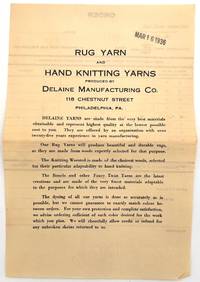 MAR 16 1936
RUG YARN
AND
HAND KNITTING YARNS
PRODUCED BY
DELAINE MANUFACTURING CO.
118 CHESTNUT STREET
PHILADELPHIA, PA.
DELAINE YARNS are made from the very best materials
obtainable and represent highest quality at the lowest possible
cost to you. They are offered by an organization with over
twenty-five years experience in yarn manufacturing.
Our Rug Yarns will produce beautiful and durable rugs,
as they are made from wools expertly selected for that purpose.
The Knitting Worsted is made of the choicest wools, selected
for their particular adaptability to hand knitting.
The Boucle and other Fancy Twist Yarns are the latest
creations and are made of the very finest materials adaptable
to the purposes for which they are intended.
The dyeing of all our yarns is done as accurately as is
possible, but we cannot guarantee to exactly match colors be-
tween orders. For your own protection and complete satisfaction,
we advise ordering sufficient of each color desired for the work
which you plan. We will cheerfully allow credit or refund for
any unbroken skeins returned to us.